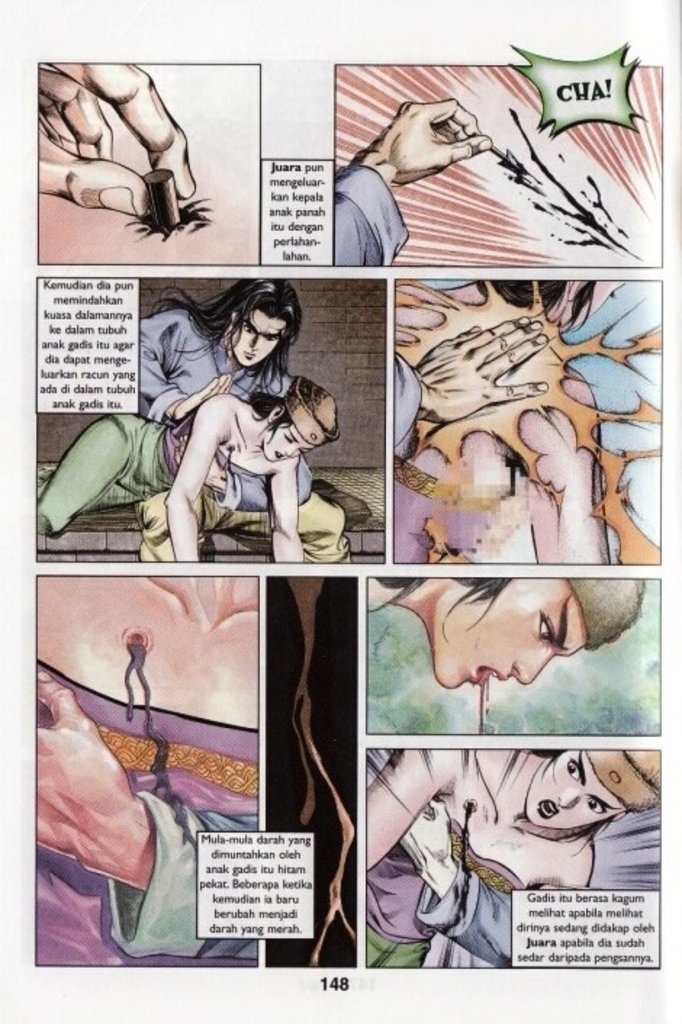 CHA!
Juara pun
mengeluar-
kan kepala
anak panah
itu dengan
perlahan-
lahan.
Kemudian dia pun
memindahkan
kuasa dalamannya
ke dalam tubuh
anak gadis itu agar
dia dapat menge-
luarkan racun yang
ada di dalam tubuh
anak gadis itu.
Mula-mula darah yang
dimuntahkan oleh
anak gadis itu hitam
pekat. Beberapa ketika
kemudian ia baru
berubah menjadi
darah yang merah.
Gadis itu berasa kagum
melihat apabila melihat
dirinya sedang didakap oleh
Juara apabila dia sudah
sedar daripada pengsannya.
148